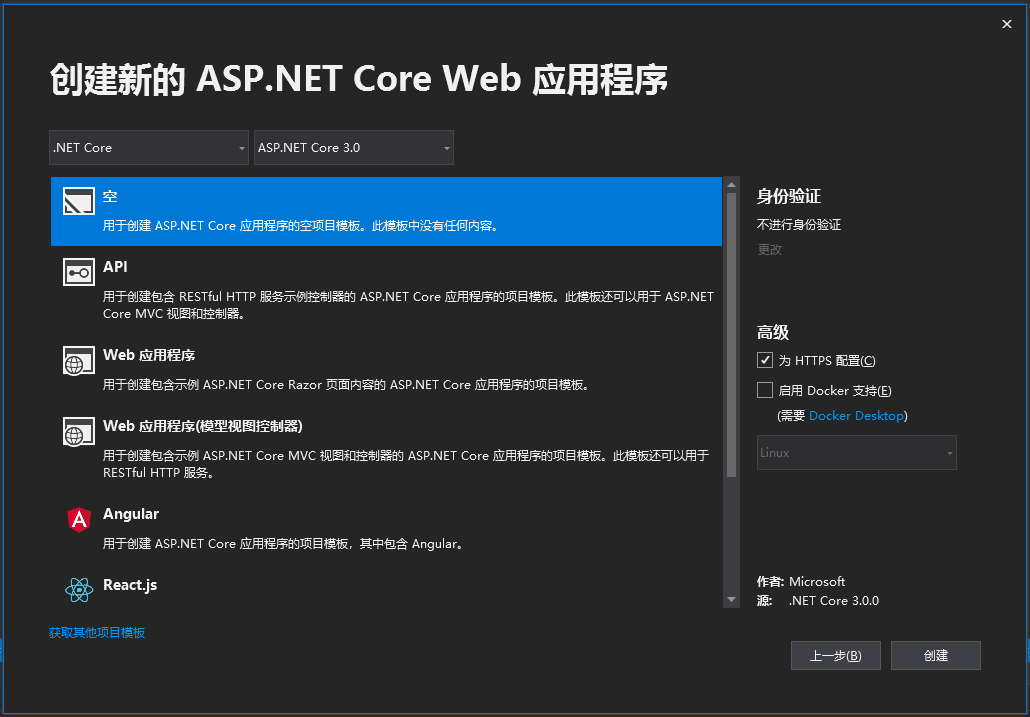 创建新的 ASP.NET Core Web 应用程序
.NET Core
ASP.NET Core 3.0
空
用于创建 ASP.NET Core 应用程序的空项目模板。此模板中没有任何内容。
API
用于创建包含 RESTful HTTP 服务示例控制器的 ASP.NET Core 应用程序的项目模板。此模板还可以用于 ASP.NET
Core MVC 视图和控制器。
Web 应用程序
用于创建包含示例 ASP.NET Core Razor 页面内容的 ASP.NET Core 应用程序的项目模板。
Web 应用程序(模型视图控制器)
用于创建包含示例 ASP.NET Core MVC 视图和控制器的 ASP.NET Core 应用程序的项目模板。此模板还可以用于
RESTful HTTP 服务。
Angular
用于创建 ASP.NET Core 应用程序的项目模板，其中包含 Angular。
React.js
获取其他项目模板
身份验证
不进行身份验证
更改
高级
为 HTTPS 配置(C)
启用 Docker 支持(E)
(需要 Docker Desktop)
Linux
作者: Microsoft
源: .NET Core 3.0.0
上一步(B)
创建